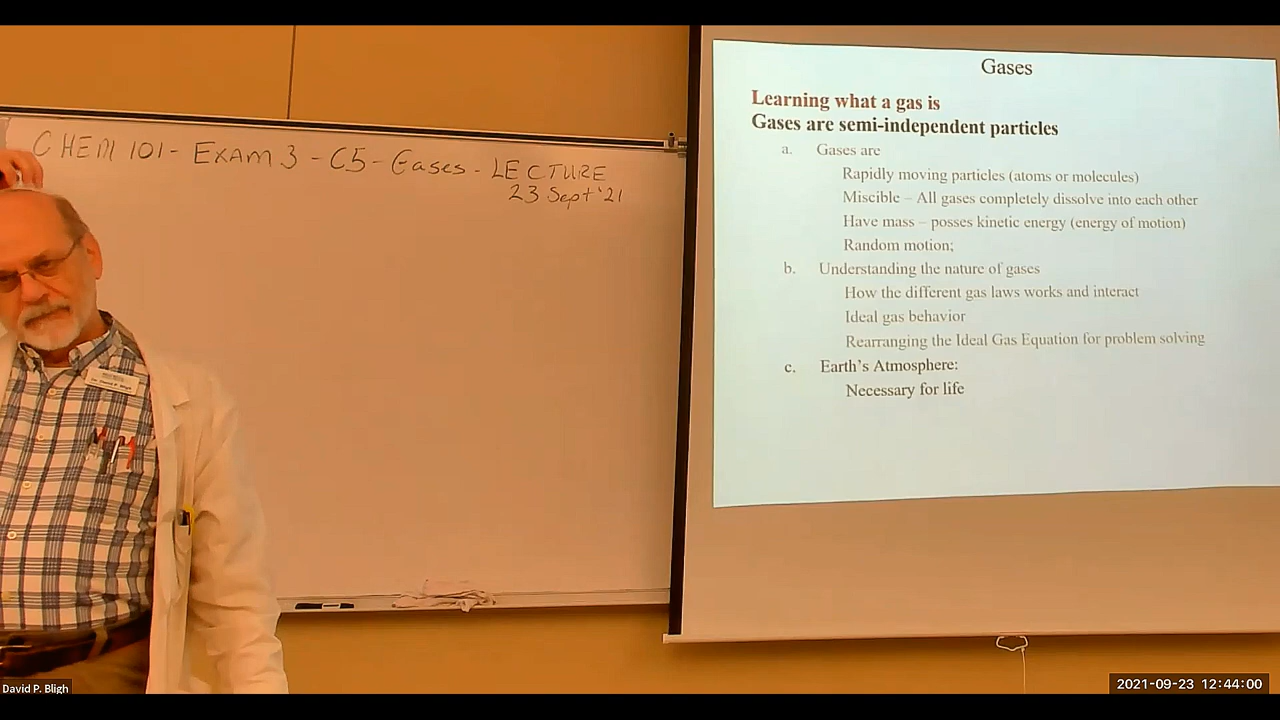 CHEM 101 - EXAM 3 - C5 - Gases - LECTURE
23 Sept '21
Gases
Learning what a gas is
Gases are semi-independent particles
a. Gases are
Rapidly moving particles (atoms or molecules)
Miscible – All gases completely dissolve into each other
Have mass – posses kinetic energy (energy of motion)
Random motion;
b. Understanding the nature of gases
How the different gas laws works and interact
Ideal gas behavior
Rearranging the Ideal Gas Equation for problem solving
c. Earth's Atmosphere:
Necessary for life
David P. Bligh
2021-09-23 12:44:00